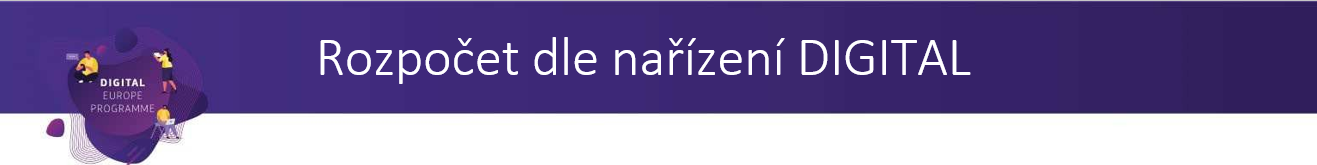 Rozpočet dle nařízení DIGITAL
DIGITAL
EUROPE
PROGRAMME